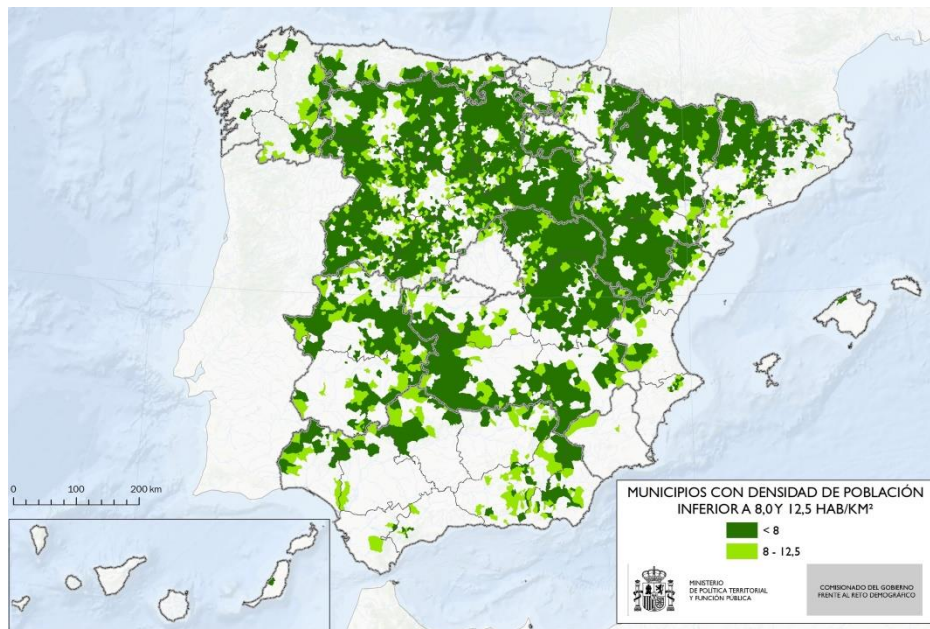 0 100 200 km
MUNICIPIOS CON DENSIDAD DE POBLACIÓN
INFERIOR A 8,0 Y 12,5 HAB/KM²
< 8
8 - 12,5
MINISTERIO
DE POLÍTICA TERRITORIAL
Y FUNCIÓN PÚBLICA
COMISIONADO DEL GOBIERNO
FRENTE AL RETO DEMOGRÁFICO